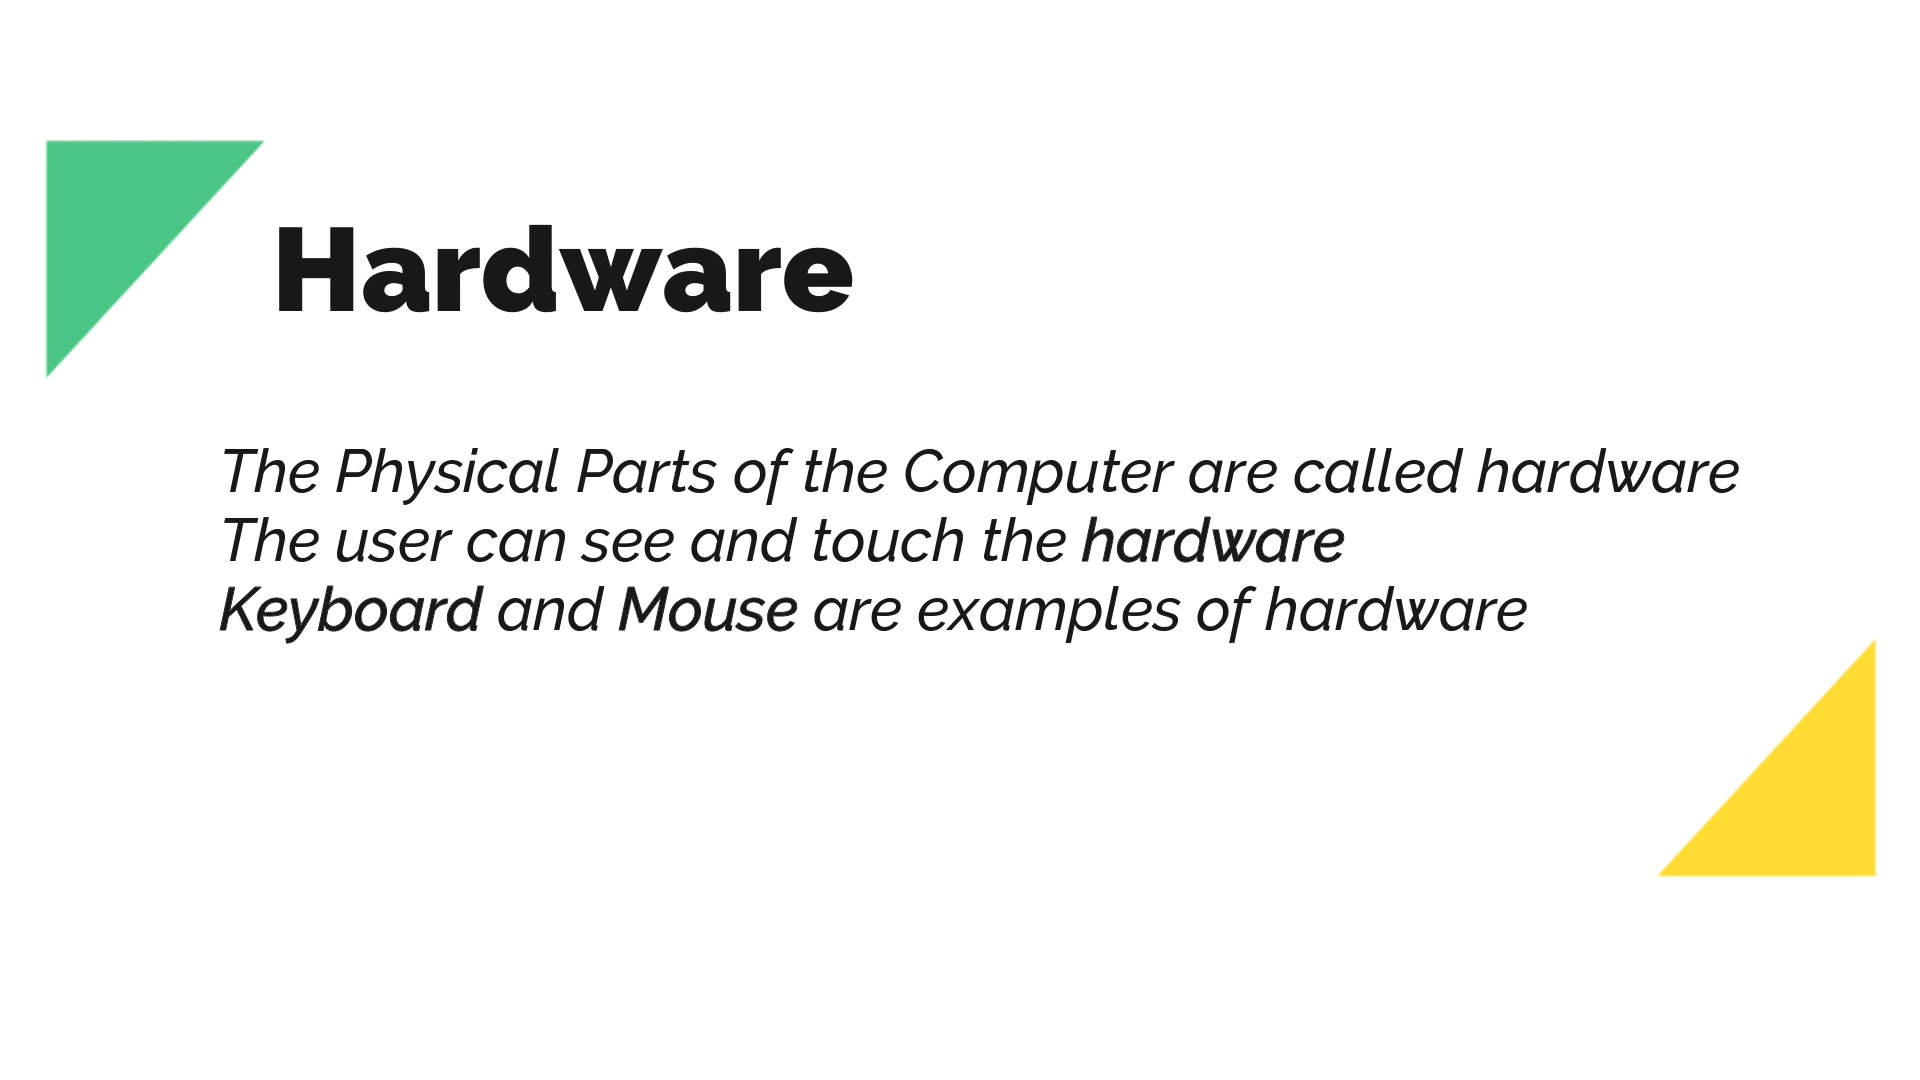 Hardware
The Physical Parts of the Computer are called hardware
The user can see and touch the hardware
Keyboard and Mouse are examples of hardware